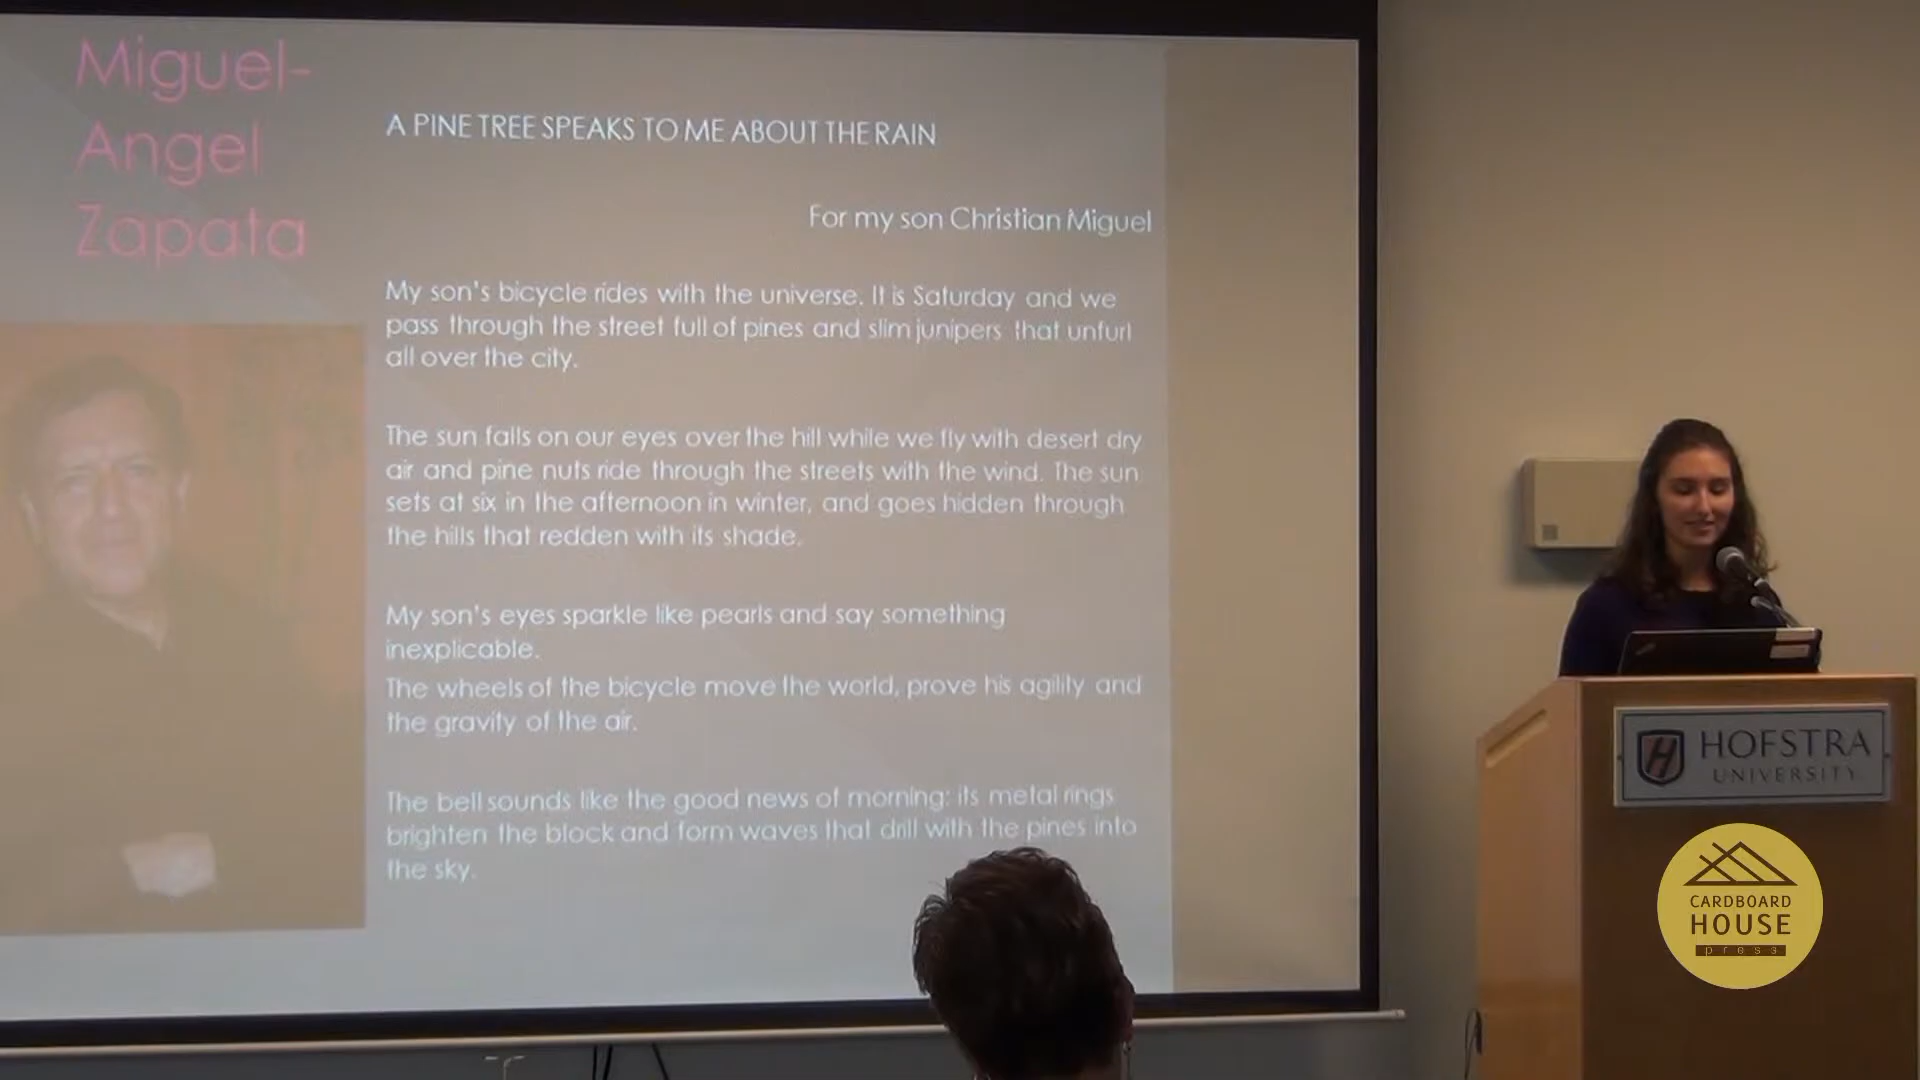 Miguel-
Angel
Zapata
A PINE TREE SPEAKS TO ME ABOUT THE RAIN
For my son Christian Miguel
My son's bicycle rides with the universe. It is Saturday and we
pass through the street full of pines and slim junipers that unfurl
all over the city.
The sun falls on our eyes over the hill while we fly with desert dry
air and pine nuts ride through the streets with the wind. The sun
sets at six in the afternoon in winter, and goes hidden through
the hills that redden with its shade.
My son's eyes sparkle like pearls and say something
inexplicable.
The wheels of the bicycle move the world, prove his agility and
the gravity of the air.
The bell sounds like the good news of morning: its metal rings
brighten the block and form waves that drill with the pines into
the sky.
HOFSTRA
UNIVERSITY
CARDBOARD
HOUSE
press